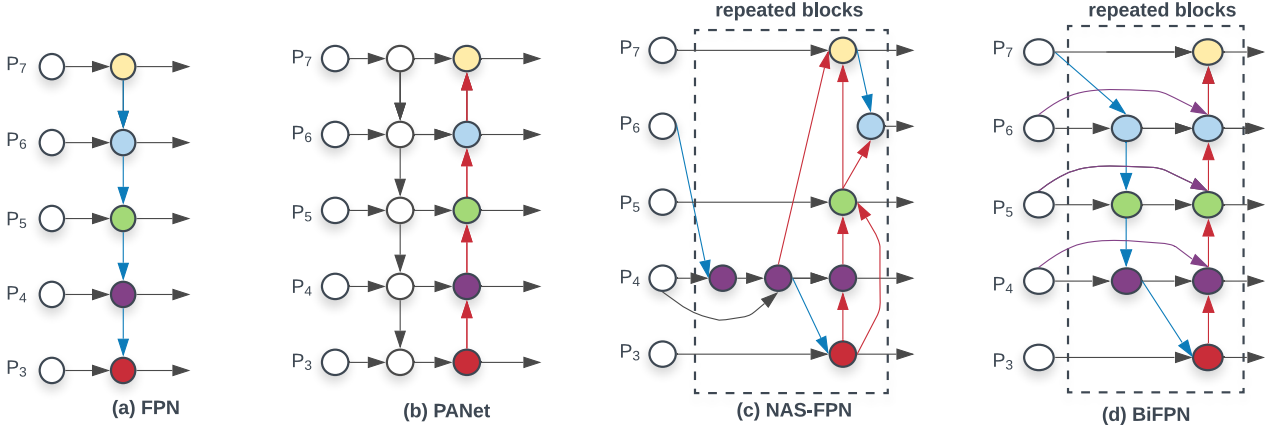 repeated blocks
repeated blocks
P7 P7 P7 P7
P6 P6 P6 P6
P5 P5 P5 P5
P4 P4 P4 P4
P3 P3 P3 P3
(a) FPN
(b) PANet
(c) NAS-FPN
(d) BiFPN